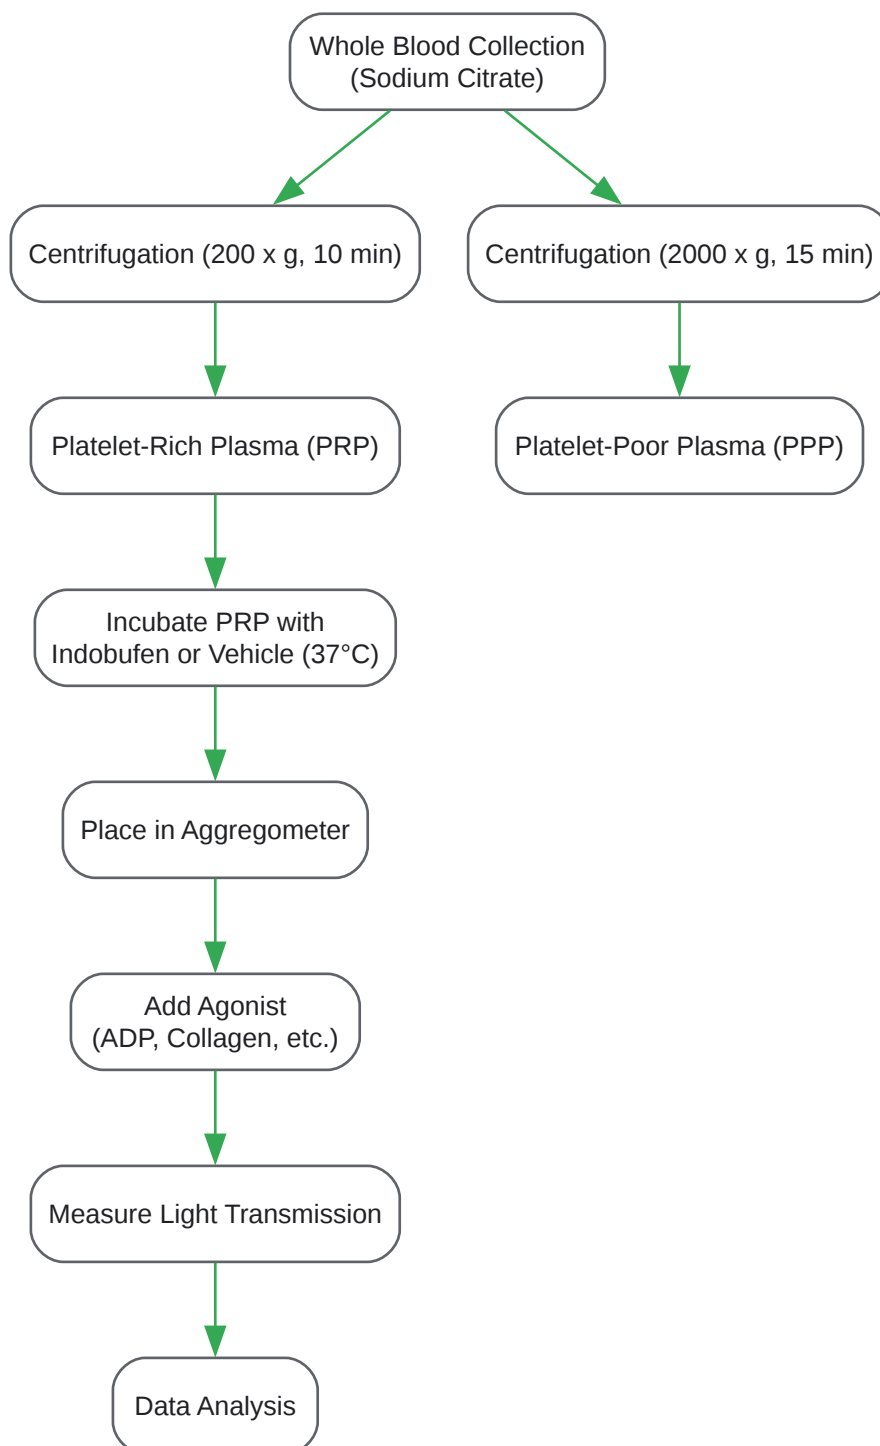 Whole Blood Collection
(Sodium Citrate)
Centrifugation (200 x g, 10 min)
Centrifugation (2000 x g, 15 min)
Platelet-Rich Plasma (PRP)
Platelet-Poor Plasma (PPP)
Incubate PRP with
Indobufen or Vehicle (37°C)
Place in Aggregometer
Add Agonist
(ADP, Collagen, etc.)
Measure Light Transmission
Data Analysis